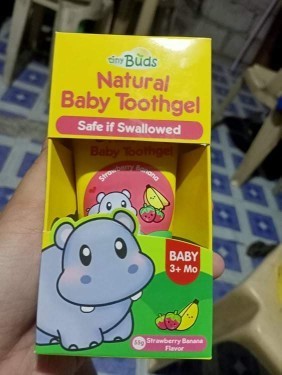 tiny Buds
Natural
Baby Toothgel
Safe if Swallowed
Baby Toothgel
Strawberry Banana
BABY
3+ Mo
Strawberry Banana
Flavor